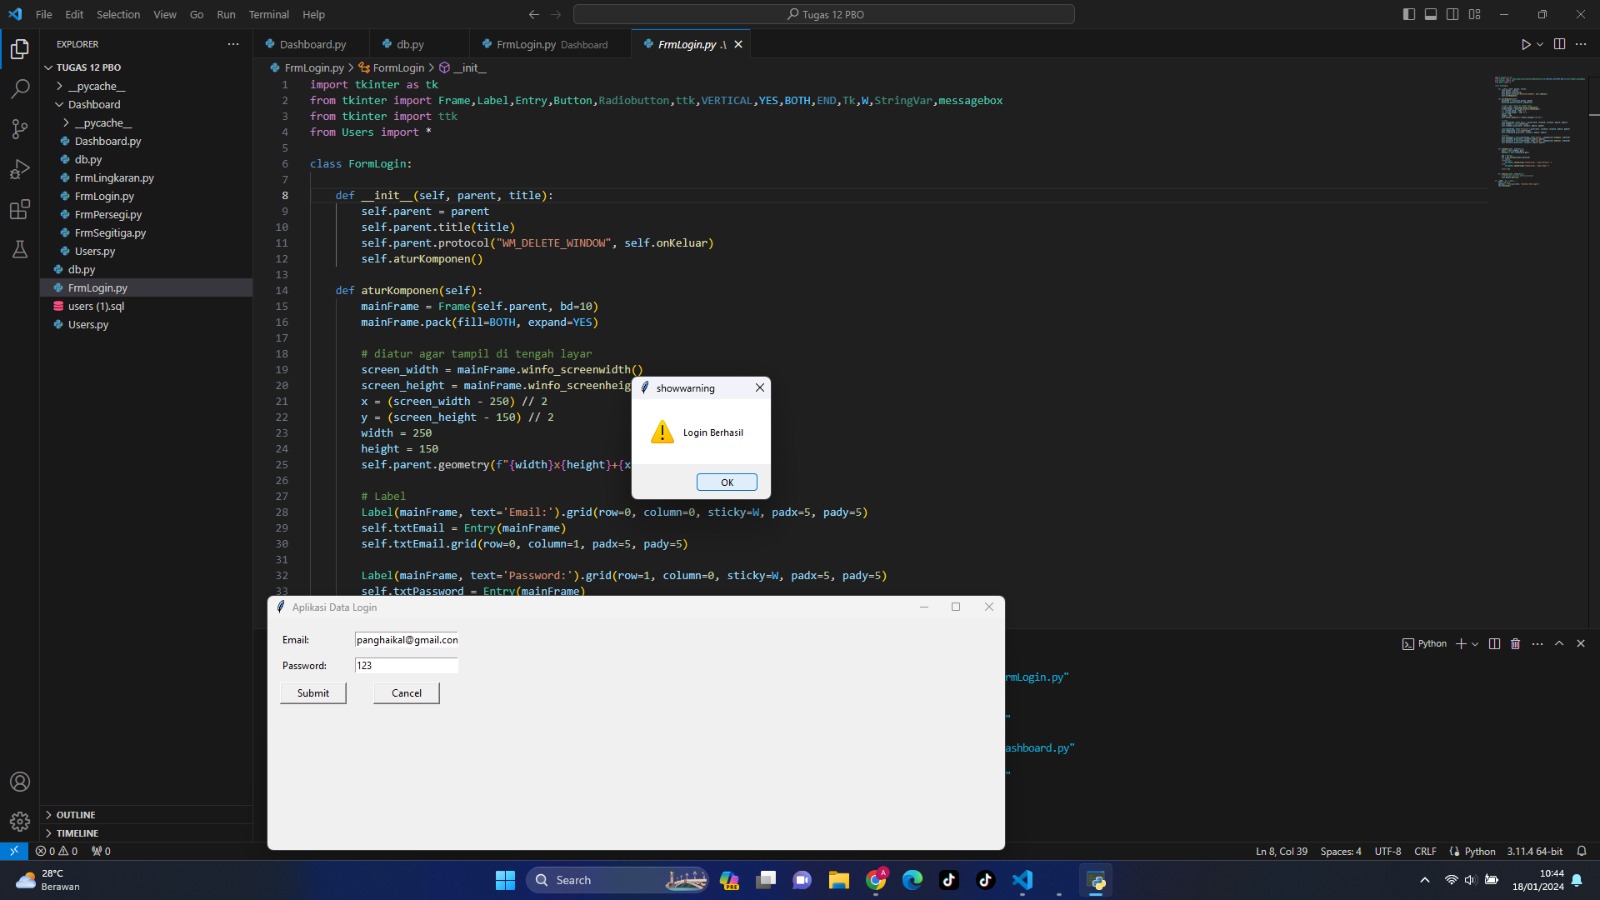 File Edit Selection View Go Run Terminal Help
Tugas 12 PBO
EXPLORER
TUGAS 12 PBO
__pycache__
Dashboard
__pycache__
Dashboard.py
db.py
FrmLingkaran.py
FrmLogin.py
FrmPersegi.py
FrmSegitiga.py
Users.py
db.py
FrmLogin.py
users (1).sql
Users.py
OUTLINE
TIMELINE
Dashboard.py db.py FrmLogin.py Dashboard FrmLogin.py .\
FrmLogin.py > FormLogin > __init__
1 import tkinter as tk
2 from tkinter import Frame,Label,Entry,Button,Radiobutton,ttk,VERTICAL,YES,BOTH,END,Tk,W,StringVar,messagebox
3 from tkinter import ttk
4 from Users import *
5
6 class FormLogin:
7
8 def __init__(self, parent, title):
9 self.parent = parent
10 self.parent.title(title)
11 self.parent.protocol("WM_DELETE_WINDOW", self.onKeluar)
12 self.aturKomponen()
13
14 def aturKomponen(self):
15 mainFrame = Frame(self.parent, bd=10)
16 mainFrame.pack(fill=BOTH, expand=YES)
17
18 # diatur agar tampil di tengah layar
19 screen_width = mainFrame.winfo_screenwidth()
20 screen_height = mainFrame.winfo_screenheig
21 x = (screen_width - 250) // 2
22 y = (screen_height - 150) // 2
23 width = 250
24 height = 150
25 self.parent.geometry(f"{width}x{height}+{x
26
27 # Label
28 Label(mainFrame, text='Email:').grid(row=0, column=0, sticky=W, padx=5, pady=5)
29 self.txtEmail = Entry(mainFrame)
30 self.txtEmail.grid(row=0, column=1, padx=5, pady=5)
31
32 Label(mainFrame, text='Password:').grid(row=1, column=0, sticky=W, padx=5, pady=5)
33 self.txtPassword = Entry(mainFrame)
showwarning
Login Berhasil
OK
Aplikasi Data Login
Email: panghaikal@gmail.con
Password: 123
Submit Cancel
Python
rmLogin.py"
"
ashboard.py"
"
0 0 0
Ln 8, Col 39 Spaces: 4 UTF-8 CRLF Python 3.11.4 64-bit
28°C
Berawan
Search
PRE
A
10:44
18/01/2024